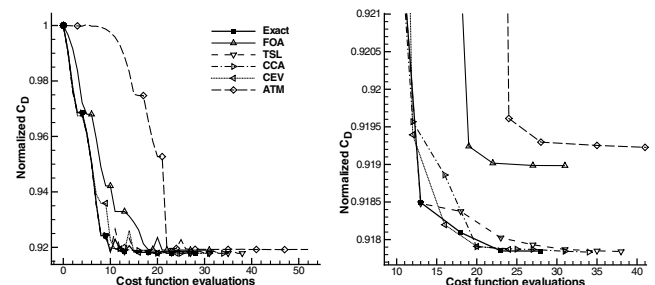 1
0.98
0.96
0.94
0.92
Normalized C_D
0
10
20
30
40
50
Cost function evaluations
Exact
FOA
TSL
CCA
CEV
ATM
0.921
0.9205
0.92
0.9195
0.919
0.9185
0.918
Normalized C_D
10
15
20
25
30
35
40
Cost function evaluations